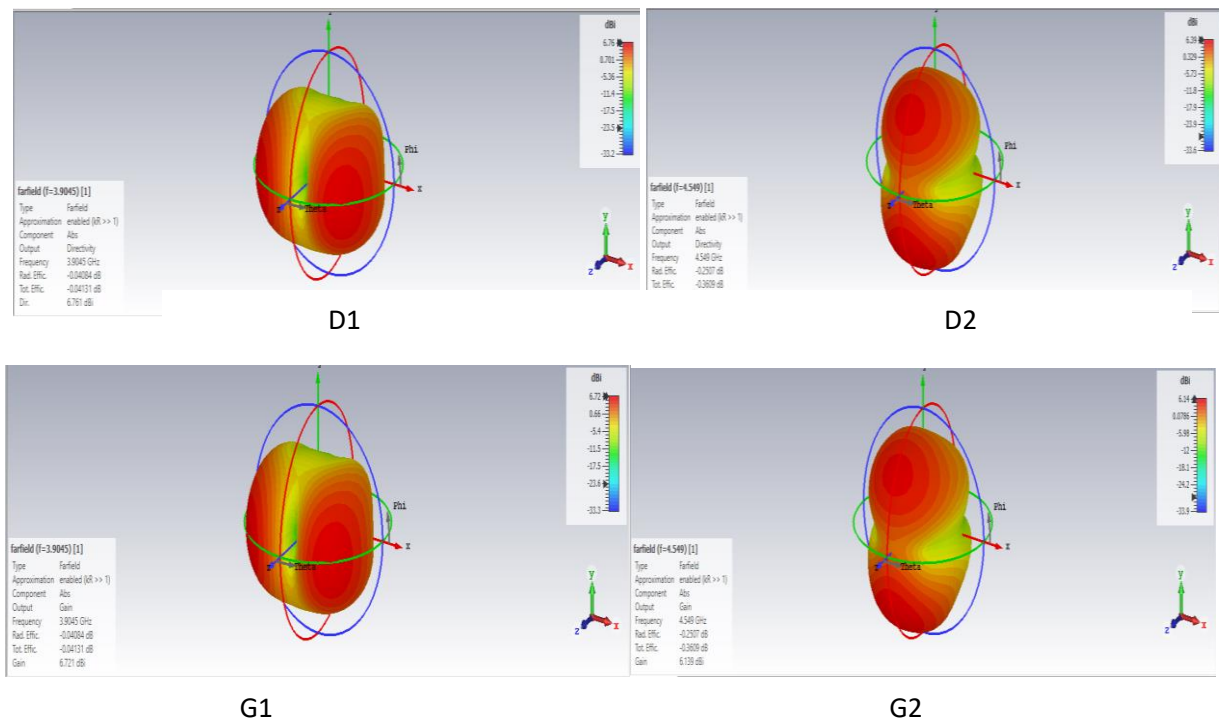 dBi
6.76
0.701
-5.36
-11.4
-17.5
-23.5
-33.2
Phi
x
z
Theta
y
z
x
farfield (f=3.9045) [1]
Type Farfield
Approximation enabled (kR >> 1)
Component Abs
Output Directivity
Frequency 3.9045 GHz
Rad. Effic. -0.04084 dB
Tot. Effic. -0.04131 dB
Dir. 6.761 dBi
D1
dBi
6.39
0.329
-5.73
-11.8
-17.9
-23.9
-33.6
Phi
x
Theta
y
z
x
farfield (f=4.549) [1]
Type Farfield
Approximation enabled (kR >> 1)
Component Abs
Output Directivity
Frequency 4.549 GHz
Rad. Effic. -0.2507 dB
Tot. Effic. -0.3609 dB
D2
dBi
6.72
0.66
-5.4
-11.5
-17.5
-23.6
-33.3
Phi
x
z
Theta
y
z
x
farfield (f=3.9045) [1]
Type Farfield
Approximation enabled (kR >> 1)
Component Abs
Output Gain
Frequency 3.9045 GHz
Rad. Effic. -0.04084 dB
Tot. Effic. -0.04131 dB
Gain 6.721 dBi
G1
dBi
6.14
0.0786
-5.98
-12
-18.1
-24.2
-33.9
Phi
x
Theta
y
z
x
farfield (f=4.549) [1]
Type Farfield
Approximation enabled (kR >> 1)
Component Abs
Output Gain
Frequency 4.549 GHz
Rad. Effic. -0.2507 dB
Tot. Effic. -0.3609 dB
Gain 6.139 dBi
G2